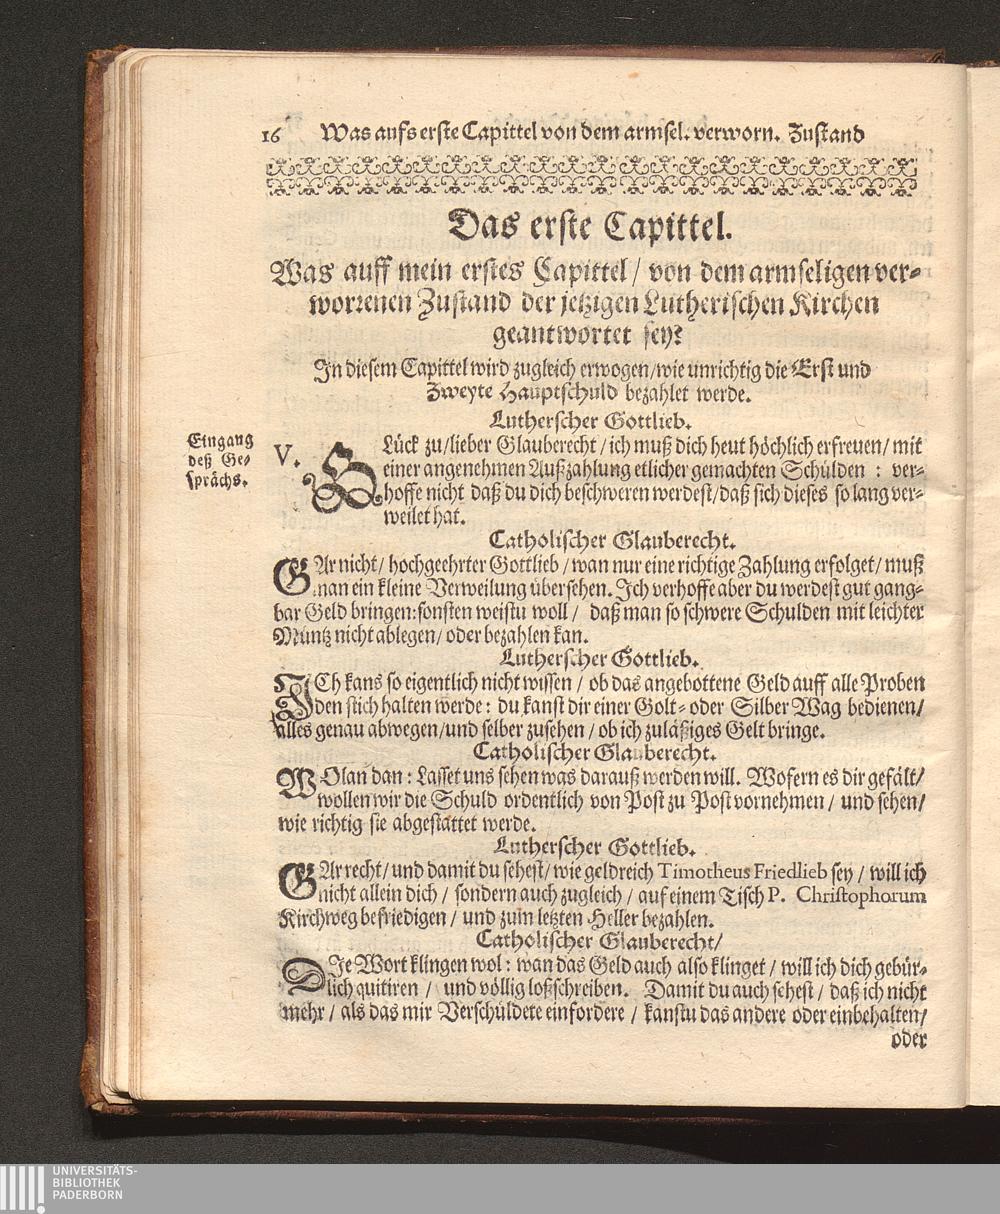 16 Was aufs erste Capittel von dem armsel. verworn. Zustand
Das erste Capittel.
Was auff mein erstes Capittel / von dem armseligen ver-
worrenen Zustand der jetzigen Lutherischen Kirchen
geantwortet sey?
In diesem Capittel wird zugleich erwogen/wie unrichtig die Erst und
Zweyte Hauptschuld bezahlet werde.
Lutherscher Gottlieb.
Eingang
deß Ge-
sprächs.
V. GLück zu/lieber Glauberecht / ich muß dich heut höchlich erfreuen/ mit
einer angenehmen Außzahlung etlicher gemachten Schulden : ver-
hoffe nicht daß du dich beschweren werdest/daß sich dieses so lang ver-
weilet hat.
Catholischer Glauberecht.
GAr nicht/ hochgeehrter Gottlieb / wan nur eine richtige Zahlung erfolget/ muß
man ein kleine Verweilung übersehen. Ich verhoffe aber du werdest gut gang-
bar Geld bringen:sonsten weistu woll / daß man so schwere Schulden mit leichter
Müntz nicht ablegen/ oder bezahlen kan.
Lutherscher Gottlieb.
ICh kans so eigentlich nicht wissen / ob das angebottene Geld auff alle Proben
den stich halten werde : du kanst dir einer Golt- oder Silber Wag bedienen/
alles genau abwegen/und selber zusehen / ob ich zuläßiges Gelt bringe.
Catholischer Glauberecht.
WOlan dan : Lasset uns sehen was darauß werden will. Wofern es dir gefält/
wollen wir die Schuld ordentlich von Post zu Post vornehmen / und sehen/
wie richtig sie abgestattet werde.
Lutherscher Gottlieb.
GAr recht/ und damit du sehest/ wie geldreich Timotheus Friedlieb sey / will ich
nicht allein dich / sondern auch zugleich / auf einem Tisch P. Christophorum
Kirchweg befriedigen / und zum letzten Heller bezahlen.
Catholischer Glauberecht/
DIe Wort klingen wol : wan das Geld auch also klinget / will ich dich gebür-
lich quitiren / und völlig loßschreiben. Damit du auch sehest / daß ich nicht
mehr / als das mir Verschuldete einfordere / kanstu das andere oder einbehalten/
oder
UNIVERSITÄTS-
BIBLIOTHEK
PADERBORN